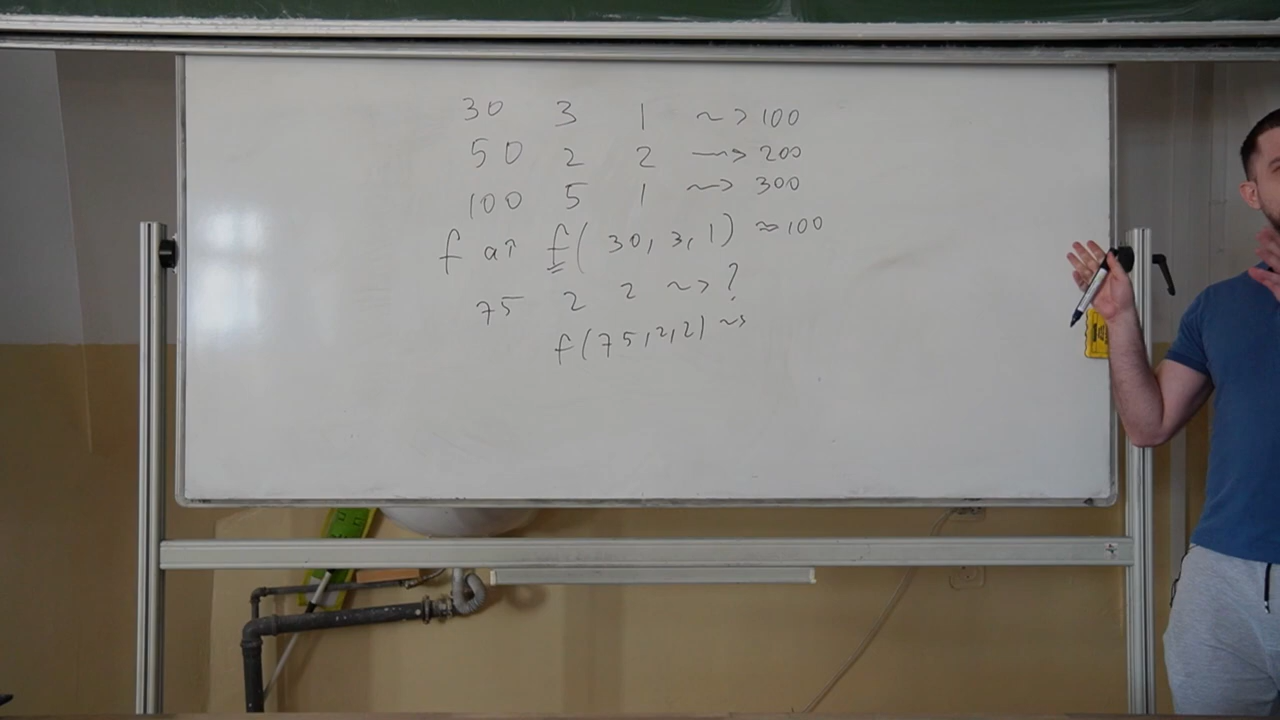 30 3 1 ~> 100
50 2 2 ~> 200
100 5 1 ~> 300
f aî f(30, 3, 1) ≈ 100
75 2 2 ~> ?
f(75, 2, 2) ~>